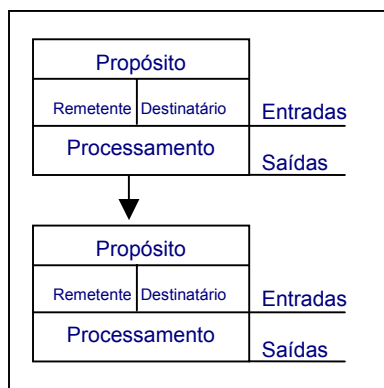 Propósito
Remetente Destinatário Entradas
Processamento
Saídas
Propósito
Remetente Destinatário Entradas
Processamento
Saídas